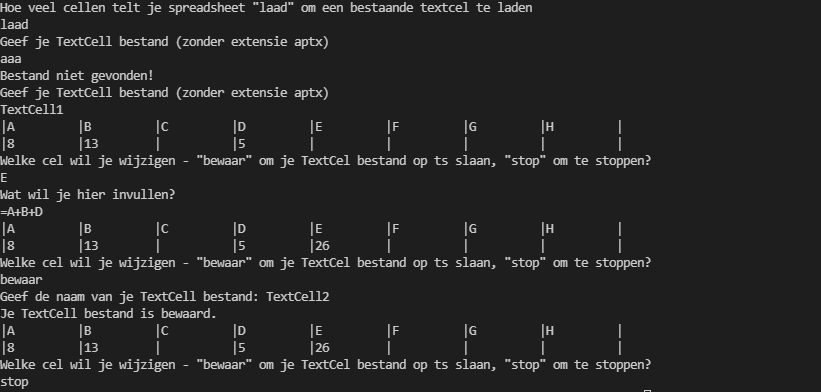 Hoe veel cellen telt je spreadsheet "laad" om een bestaande textcel te laden
laad
Geef je TextCell bestand (zonder extensie aptx)
aaa
Bestand niet gevonden!
Geef je TextCell bestand (zonder extensie aptx)
TextCell1
|A |B |C |D |E |F |G |H |
|8 |13 | |5 | | | | |
Welke cel wil je wijzigen - "bewaar" om je TextCel bestand op ts slaan, "stop" om te stoppen?
E
Wat wil je hier invullen?
=A+B+D
|A |B |C |D |E |F |G |H |
|8 |13 | |5 |26 | | | |
Welke cel wil je wijzigen - "bewaar" om je TextCel bestand op ts slaan, "stop" om te stoppen?
bewaar
Geef de naam van je TextCell bestand: TextCell2
Je TextCell bestand is bewaard.
|A |B |C |D |E |F |G |H |
|8 |13 | |5 |26 | | | |
Welke cel wil je wijzigen - "bewaar" om je TextCel bestand op ts slaan, "stop" om te stoppen?
stop